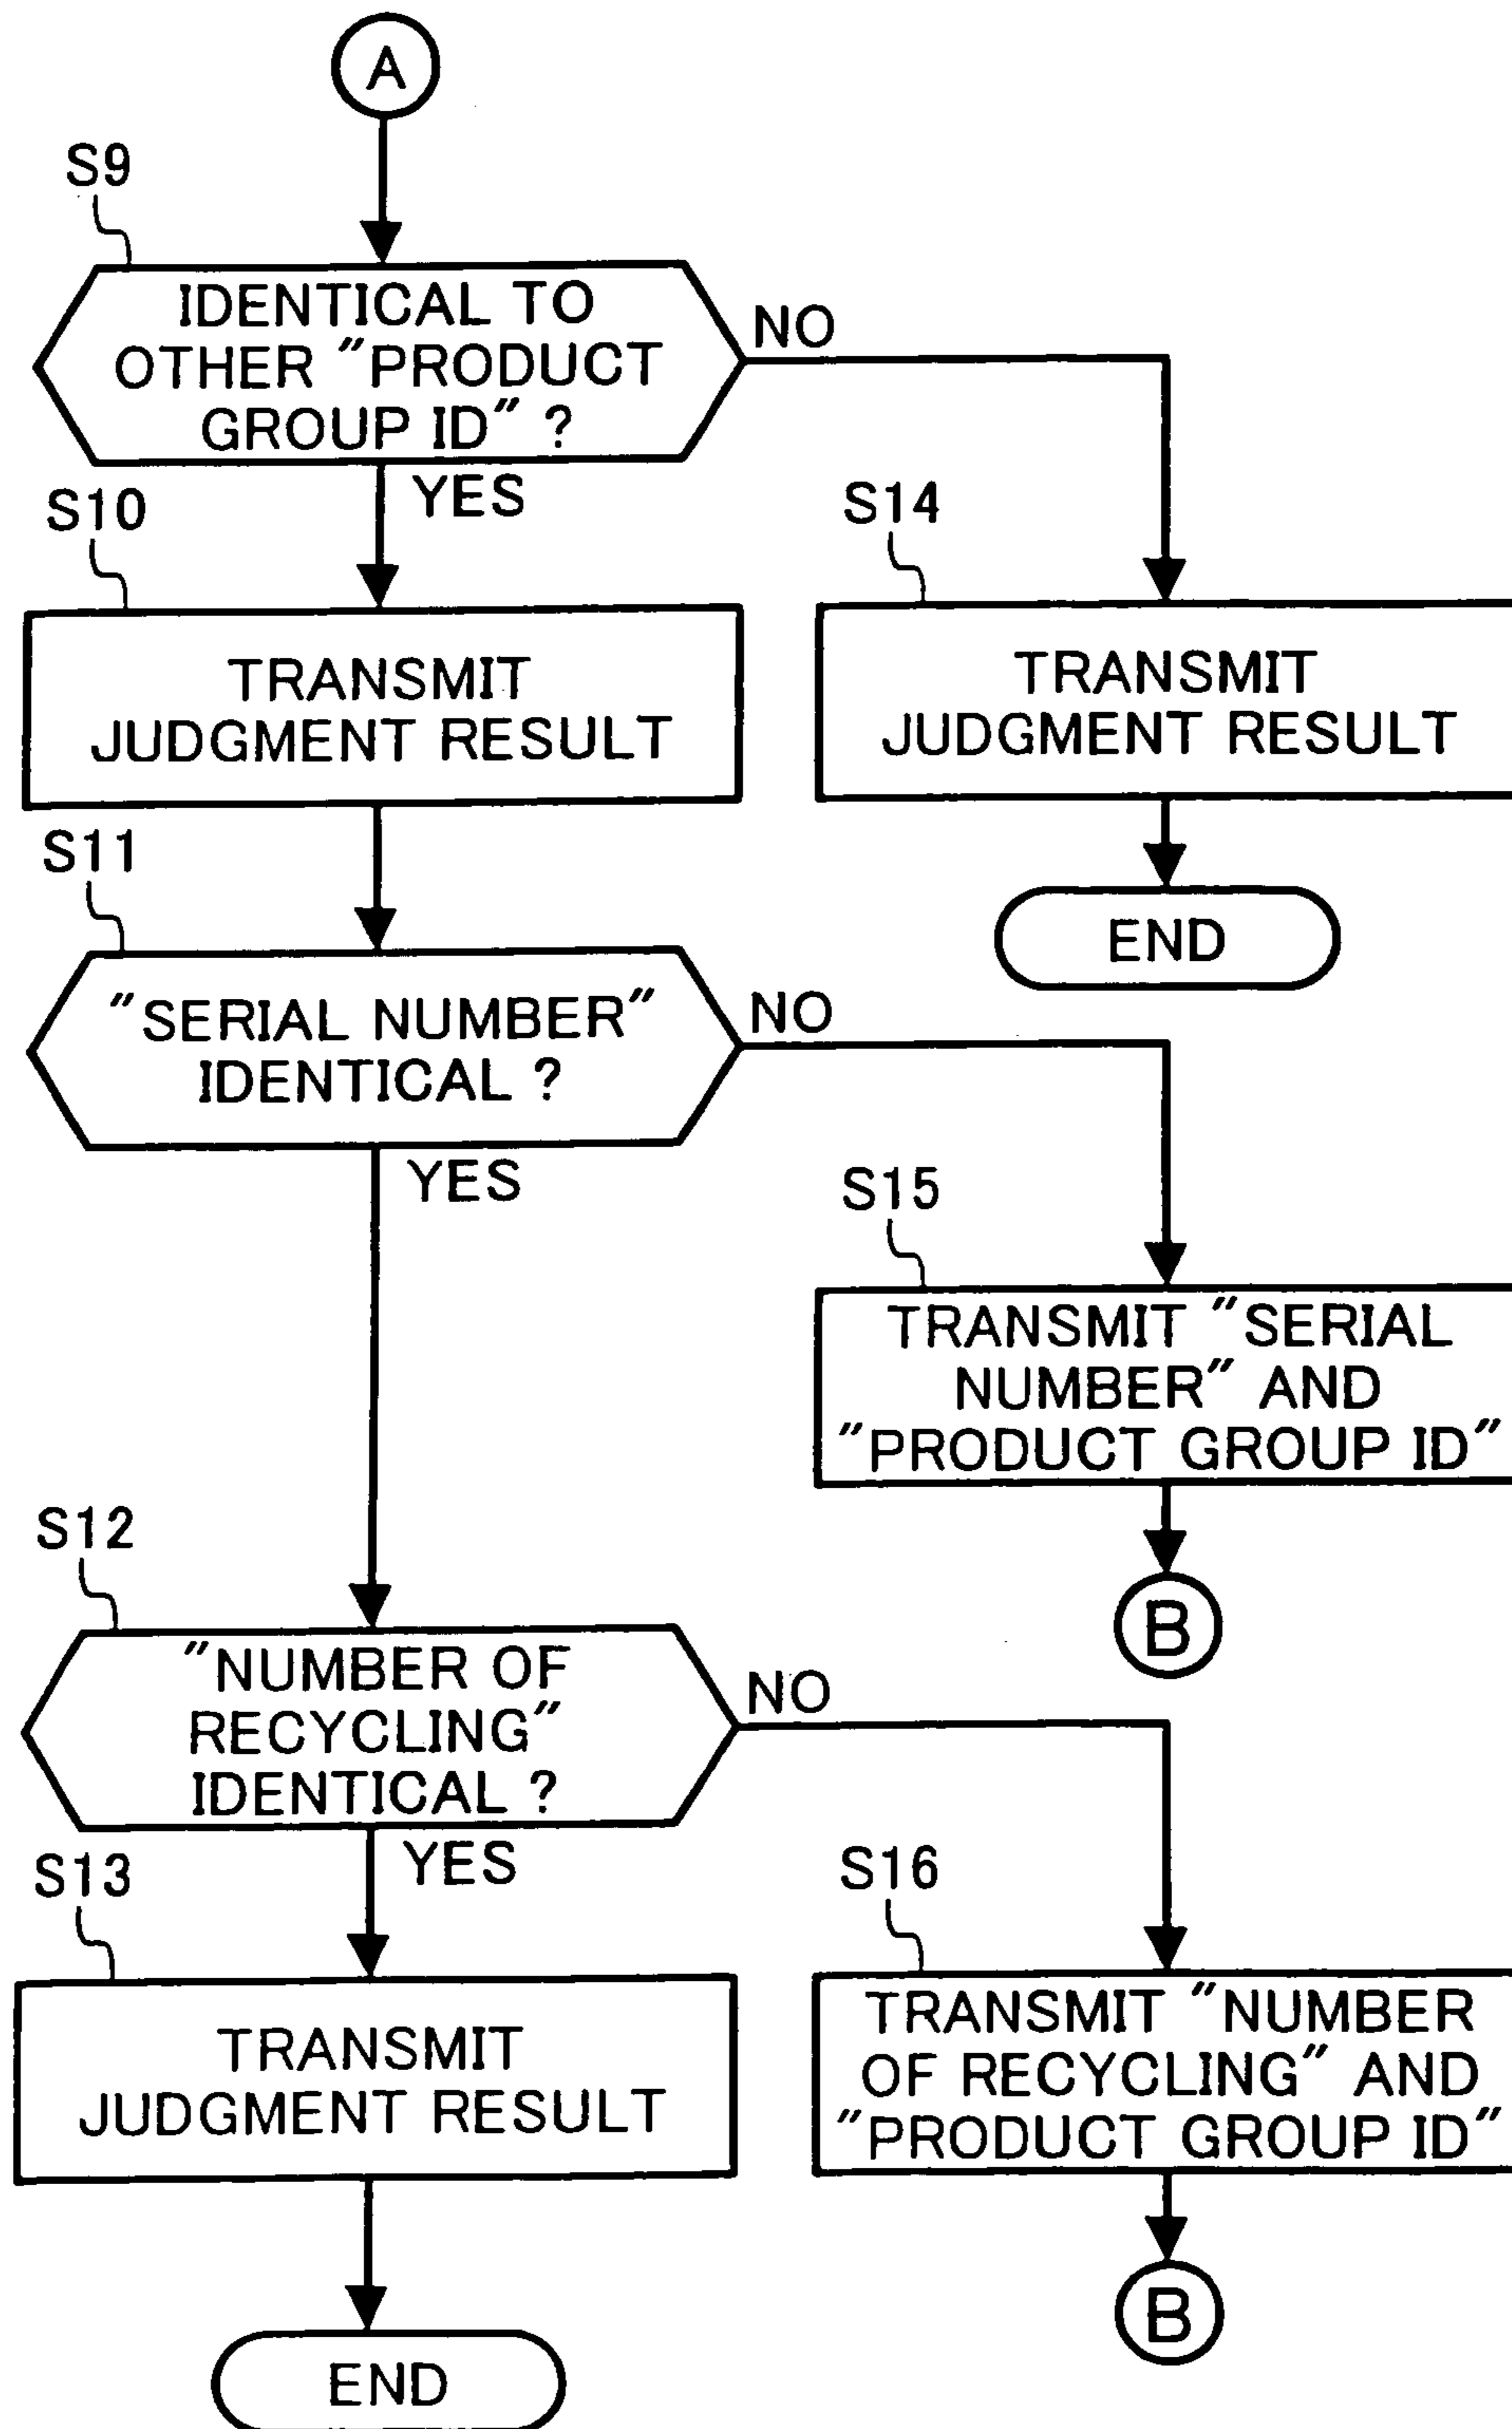 A
S9
IDENTICAL TO
OTHER "PRODUCT
GROUP ID" ?
NO
YES
S10
TRANSMIT
JUDGMENT RESULT
S14
TRANSMIT
JUDGMENT RESULT
END
S11
"SERIAL NUMBER"
IDENTICAL ?
NO
YES
S15
TRANSMIT "SERIAL
NUMBER" AND
"PRODUCT GROUP ID"
B
S12
"NUMBER OF
RECYCLING"
IDENTICAL ?
NO
YES
S13
TRANSMIT
JUDGMENT RESULT
END
S16
TRANSMIT "NUMBER
OF RECYCLING" AND
"PRODUCT GROUP ID"
B